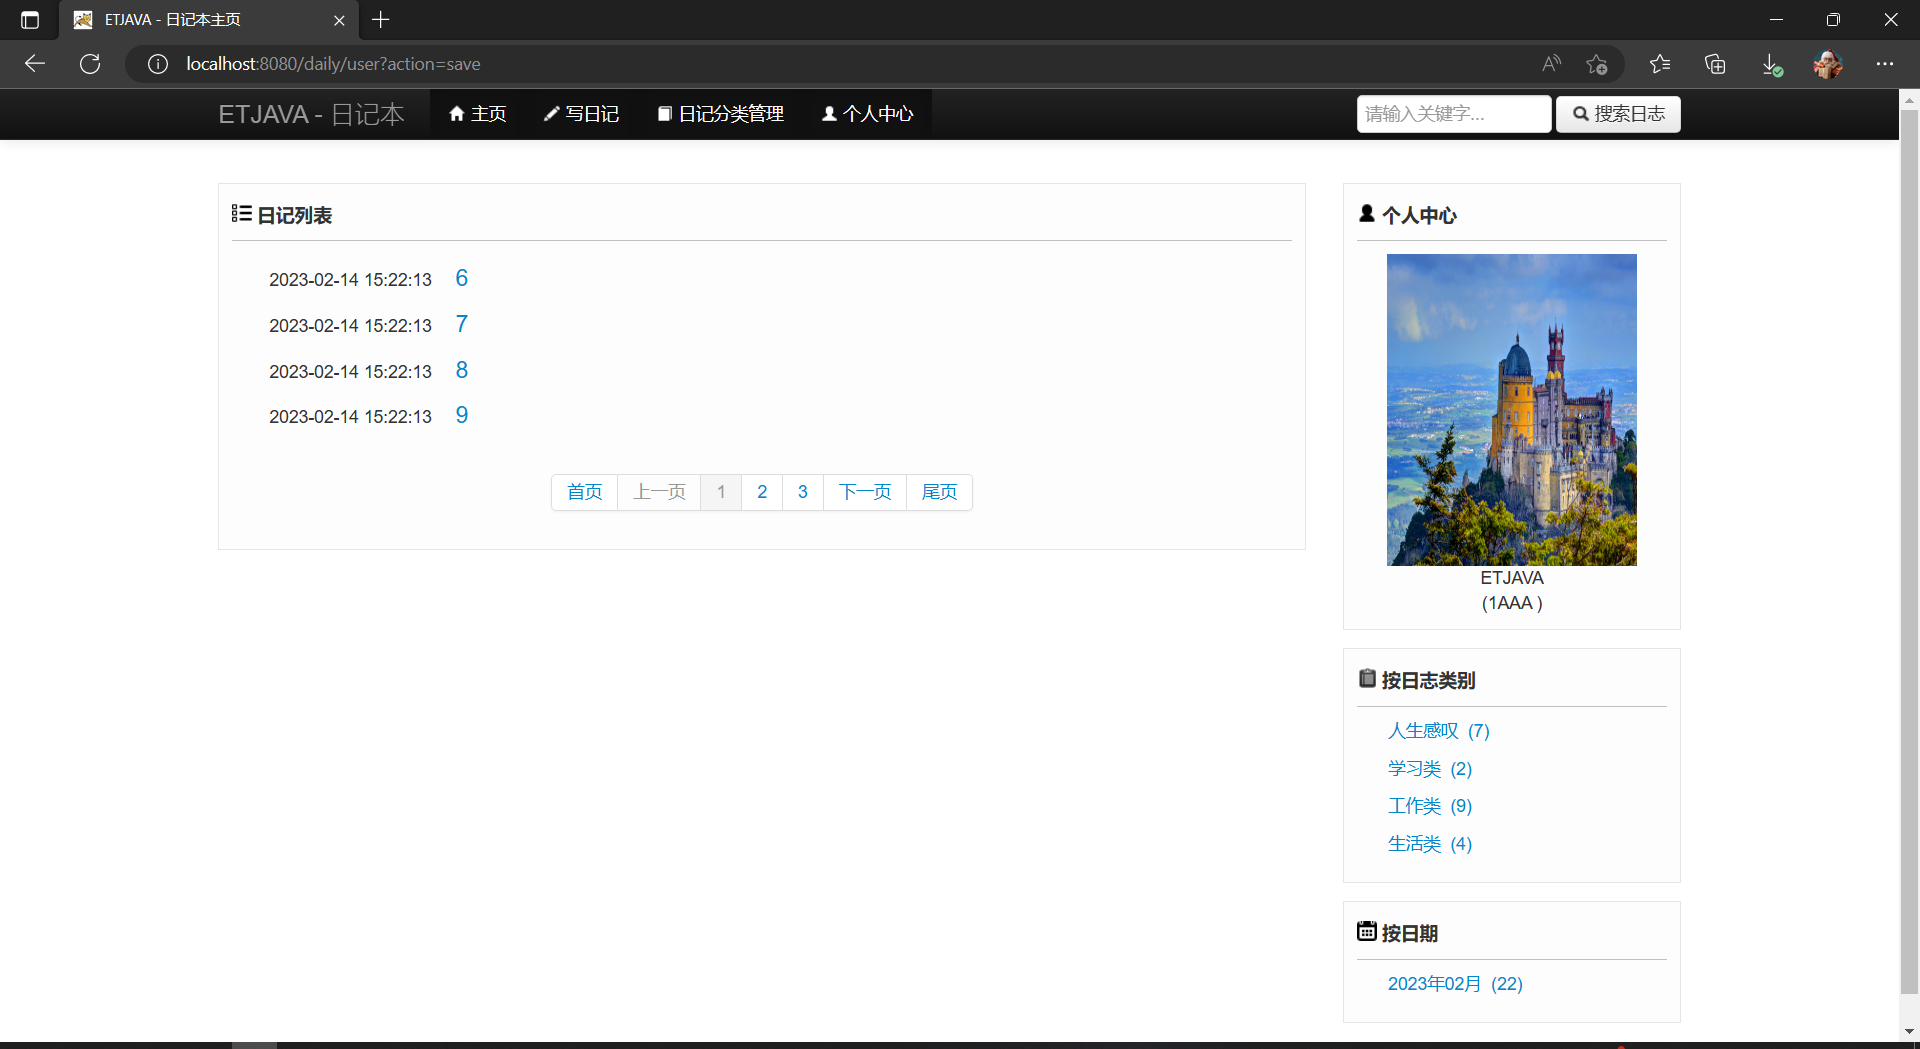 ETJAVA - 日记本主页
localhost:8080/daily/user?action=save
ETJAVA - 日记本 主页 写日记 日记分类管理 个人中心 请输入关键字... 搜索日志
日记列表
2023-02-14 15:22:13 6
2023-02-14 15:22:13 7
2023-02-14 15:22:13 8
2023-02-14 15:22:13 9
首页 上一页 1 2 3 下一页 尾页
个人中心
ETJAVA
(1AAA )
按日志类别
人生感叹 (7)
学习类 (2)
工作类 (9)
生活类 (4)
按日期
2023年02月 (22)